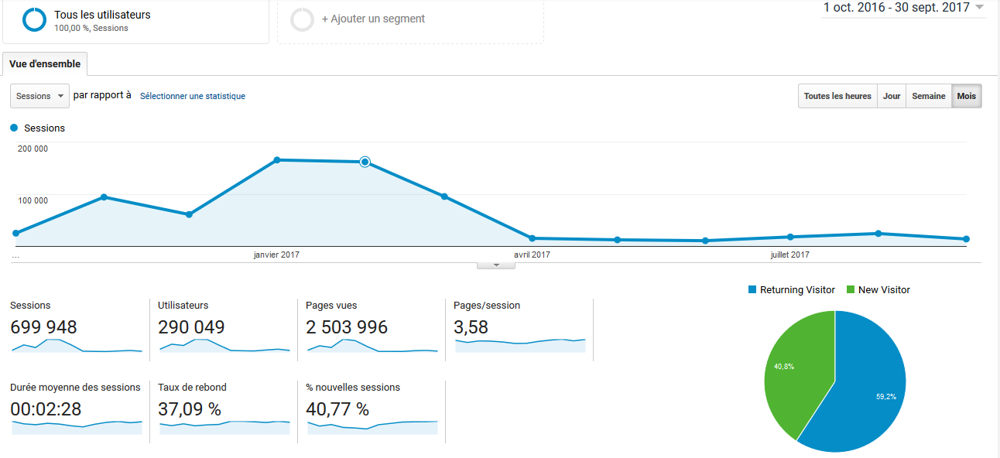 Tous les utilisateurs
100,00 %, Sessions
+ Ajouter un segment
1 oct. 2016 - 30 sept. 2017
Vue d'ensemble
Sessions par rapport à Sélectionner une statistique
Toutes les heures Jour Semaine Mois
Sessions
200 000
100 000
... janvier 2017 avril 2017 juillet 2017
Returning Visitor New Visitor
Sessions Utilisateurs Pages vues Pages/session
699 948 290 049 2 503 996 3,58
40,8%
59,2%
Durée moyenne des sessions Taux de rebond % nouvelles sessions
00:02:28 37,09 % 40,77 %